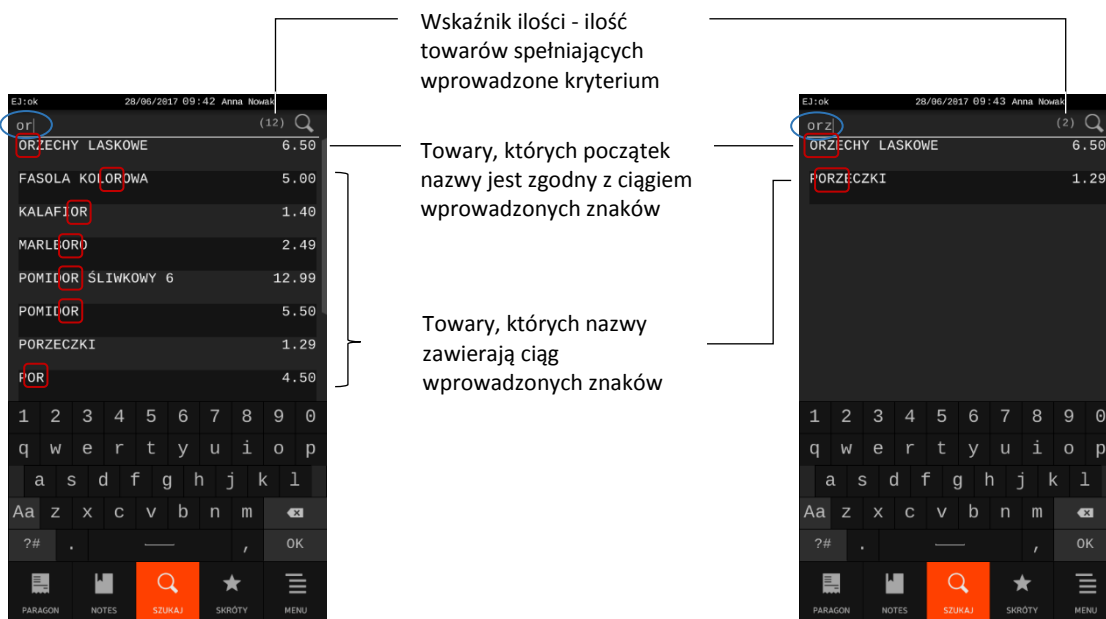 Wskaźnik ilości - ilość
towarów spełniających
wprowadzone kryterium
Towary, których początek
nazwy jest zgodny z ciągiem
wprowadzonych znaków
Towary, których nazwy
zawierają ciąg
wprowadzonych znaków
EJ:ok 28/06/2017 09:42 Anna Nowak
or (12)
ORZECHY LASKOWE 6.50
FASOLA KOLOROWA 5.00
KALAFIOR 1.40
MARLBORO 2.49
POMIDOR ŚLIWKOWY 6 12.99
POMIDOR 5.50
PORZECZKI 1.29
POR 4.50
1 2 3 4 5 6 7 8 9 0
q w e r t y u i o p
a s d f g h j k l
Aa z x c v b n m
?# . , OK
PARAGON NOTES SZUKAJ SKRÓTY MENU
EJ:ok 28/06/2017 09:43 Anna Nowak
orz (2)
ORZECHY LASKOWE 6.50
PORZECZKI 1.29
1 2 3 4 5 6 7 8 9 0
q w e r t y u i o p
a s d f g h j k l
Aa z x c v b n m
?# . , OK
PARAGON NOTES SZUKAJ SKRÓTY MENU